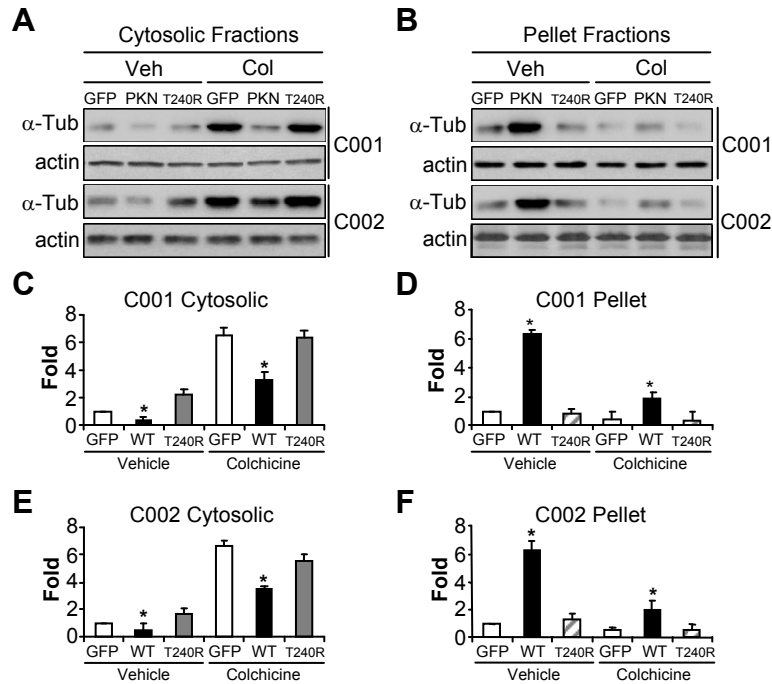 A
Cytosolic Fractions
Veh Col
GFP PKN T240R GFP PKN T240R
α-Tub
actin
C001
α-Tub
actin
C002
B
Pellet Fractions
Veh Col
GFP PKN T240R GFP PKN T240R
α-Tub
actin
C001
α-Tub
actin
C002
C
C001 Cytosolic
Fold
8
6
4
2
0
* *
GFP WT T240R GFP WT T240R
Vehicle Colchicine
D
C001 Pellet
Fold
8
6
4
2
0
* *
GFP WT T240R GFP WT T240R
Vehicle Colchicine
E
C002 Cytosolic
Fold
8
6
4
2
0
* *
GFP WT T240R GFP WT T240R
Vehicle Colchicine
F
C002 Pellet
Fold
8
6
4
2
0
* *
GFP WT T240R GFP WT T240R
Vehicle Colchicine